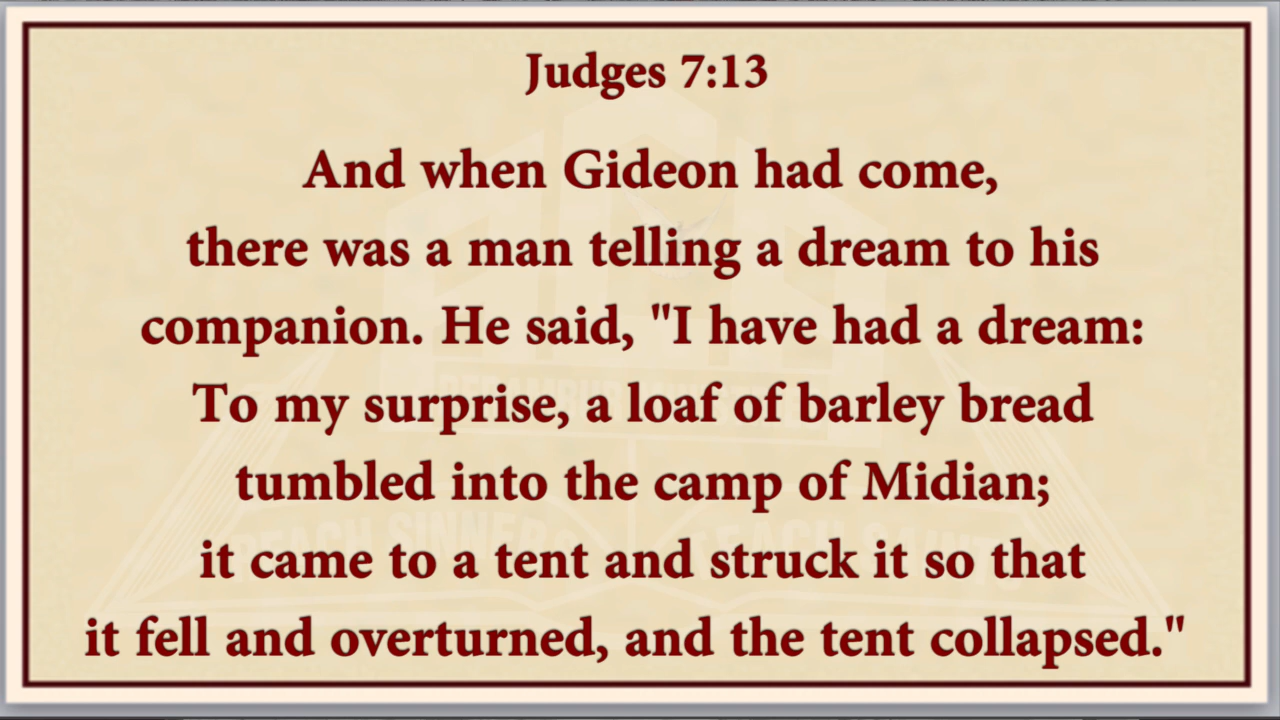 Judges 7:13
And when Gideon had come,
there was a man telling a dream to his
companion. He said, "I have had a dream:
To my surprise, a loaf of barley bread
tumbled into the camp of Midian;
it came to a tent and struck it so that
it fell and overturned, and the tent collapsed."